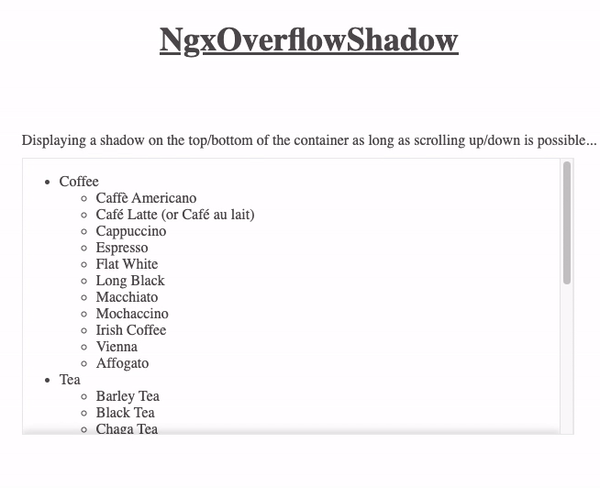 NgxOverflowShadow
Displaying a shadow on the top/bottom of the container as long as scrolling up/down is possible...
Coffee
Caffè Americano
Café Latte (or Café au lait)
Cappuccino
Espresso
Flat White
Long Black
Macchiato
Mochaccino
Irish Coffee
Vienna
Affogato
Tea
Barley Tea
Black Tea
Chaga Tea